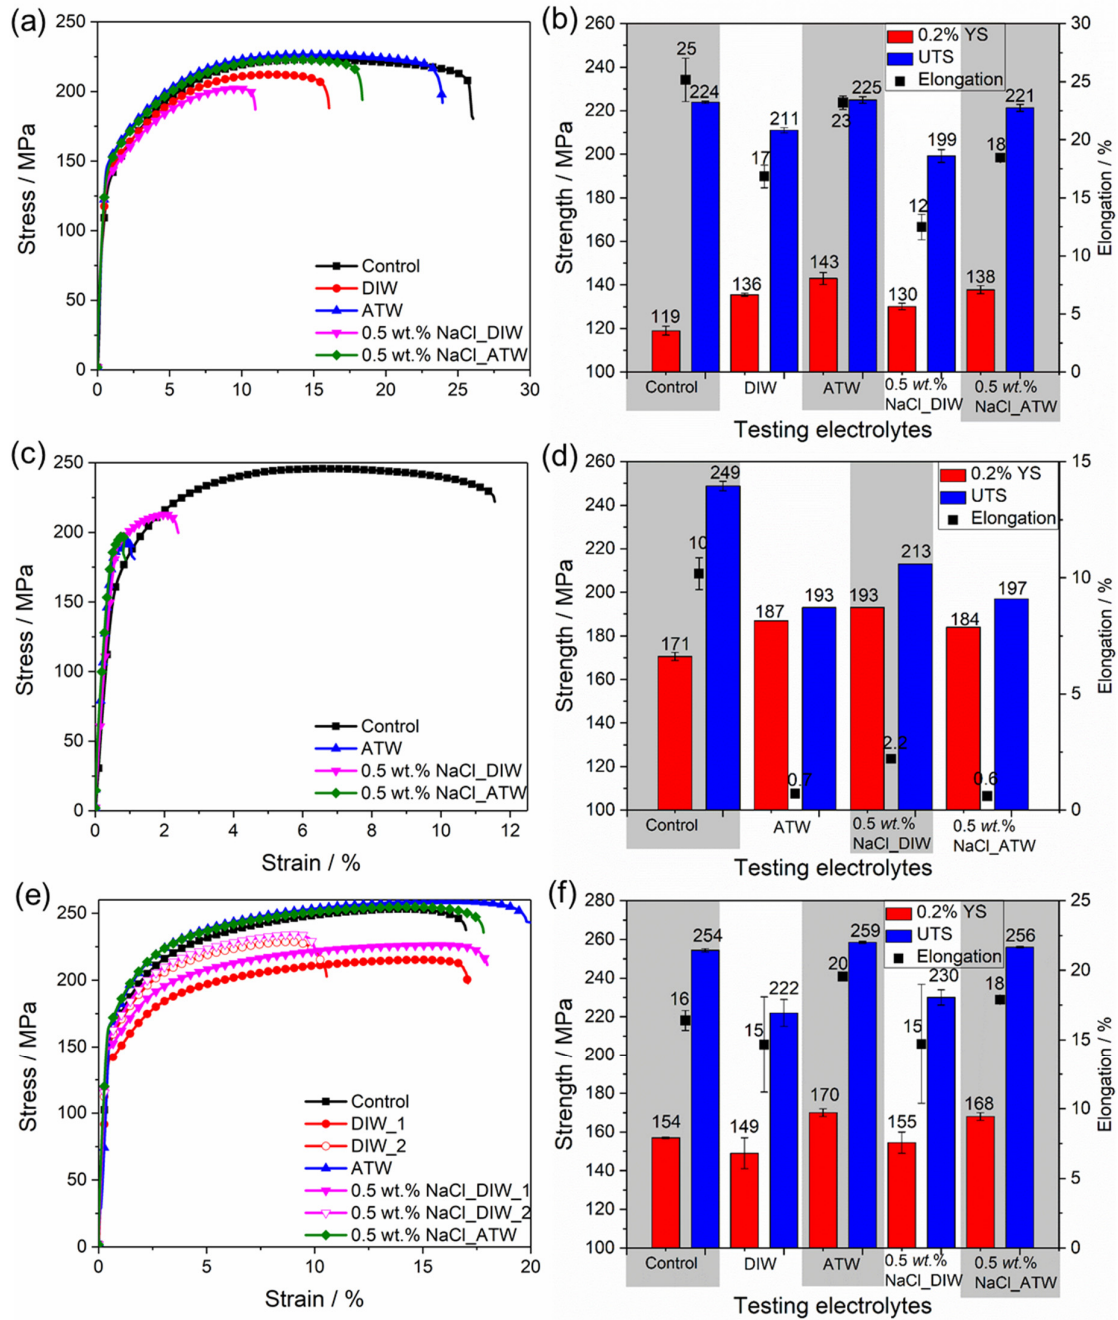 (a)
250
200
150
100
50
0
Stress / MPa
Control
DIW
ATW
0.5 wt.% NaCl_DIW
0.5 wt.% NaCl_ATW
0 5 10 15 20 25 30
Strain / %
(b)
260
240
220
200
180
160
140
120
100
Strength / MPa
0.2% YS
UTS
Elongation
25
224
17
211
225
23
199
12
221
18
119
136
143
130
138
30
25
20
15
10
5
0
Elongation / %
Control DIW ATW 0.5 wt.% NaCl_DIW 0.5 wt.% NaCl_ATW
Testing electrolytes
(c)
250
200
150
100
50
0
Stress / MPa
Control
ATW
0.5 wt.% NaCl_DIW
0.5 wt.% NaCl_ATW
0 2 4 6 8 10 12
Strain / %
(d)
260
240
220
200
180
160
140
120
100
Strength / MPa
0.2% YS
UTS
Elongation
249
10
171
187
193
0.7
193
213
2.2
184
197
0.6
15
10
5
0
Elongation / %
Control ATW 0.5 wt.% NaCl_DIW 0.5 wt.% NaCl_ATW
Testing electrolytes
(e)
250
200
150
100
50
0
Stress / MPa
Control
DIW_1
DIW_2
ATW
0.5 wt.% NaCl_DIW_1
0.5 wt.% NaCl_DIW_2
0.5 wt.% NaCl_ATW
0 5 10 15 20
Strain / %
(f)
280
260
240
220
200
180
160
140
120
100
Strength / MPa
0.2% YS
UTS
Elongation
254
16
154
222
15
149
259
20
170
230
15
155
256
18
168
25
20
15
10
5
0
Elongation / %
Control DIW ATW 0.5 wt.% NaCl_DIW 0.5 wt.% NaCl_ATW
Testing electrolytes